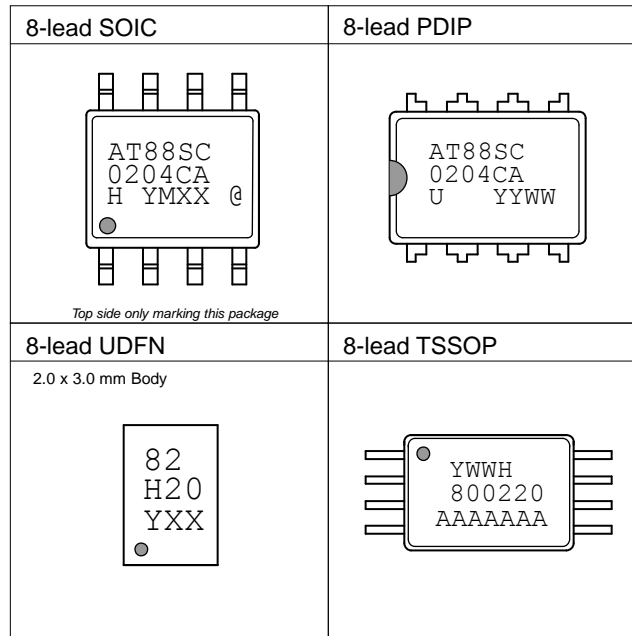 8-lead SOIC
AT88SC
0204CA
H YMXX @
Top side only marking this package
8-lead PDIP
AT88SC
0204CA
U YYWW
8-lead UDFN
2.0 x 3.0 mm Body
82
H20
YXX
8-lead TSSOP
YWWH
800220
AAAAAAA